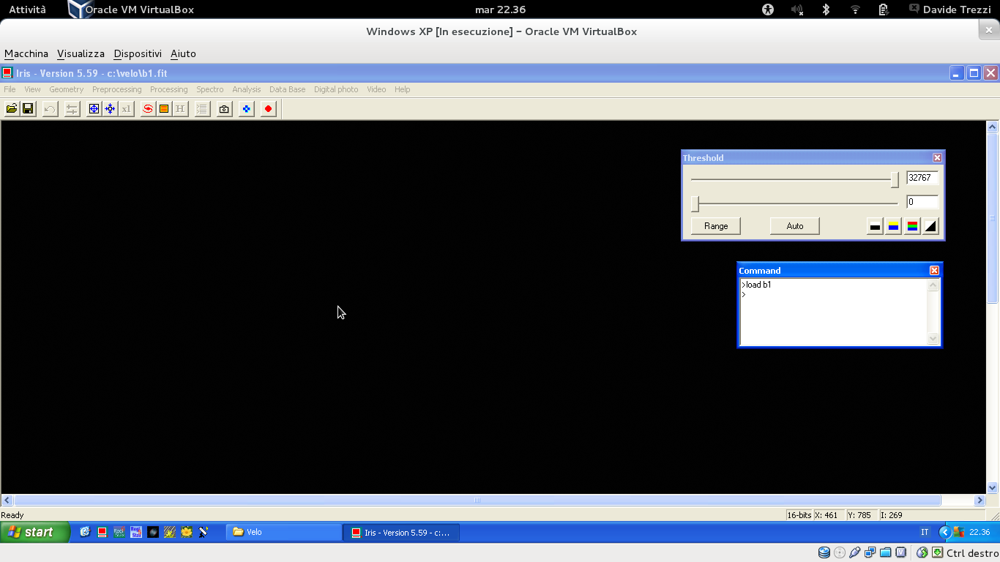 Attività Oracle VM VirtualBox mar 22.36 Davide Trezzi
Windows XP [In esecuzione] - Oracle VM VirtualBox
Macchina Visualizza Dispositivi Aiuto
Iris - Version 5.59 - c:\velo\b1.fit
File View Geometry Preprocessing Processing Spectro Analysis Data Base Digital photo Video Help
x1 H
Threshold
32767
0
Range Auto
Command
>load b1
>
Ready 16-bits X: 461 Y: 785 I: 269
start Velo Iris - Version 5.59 - c:... IT 22.36
Ctrl destro